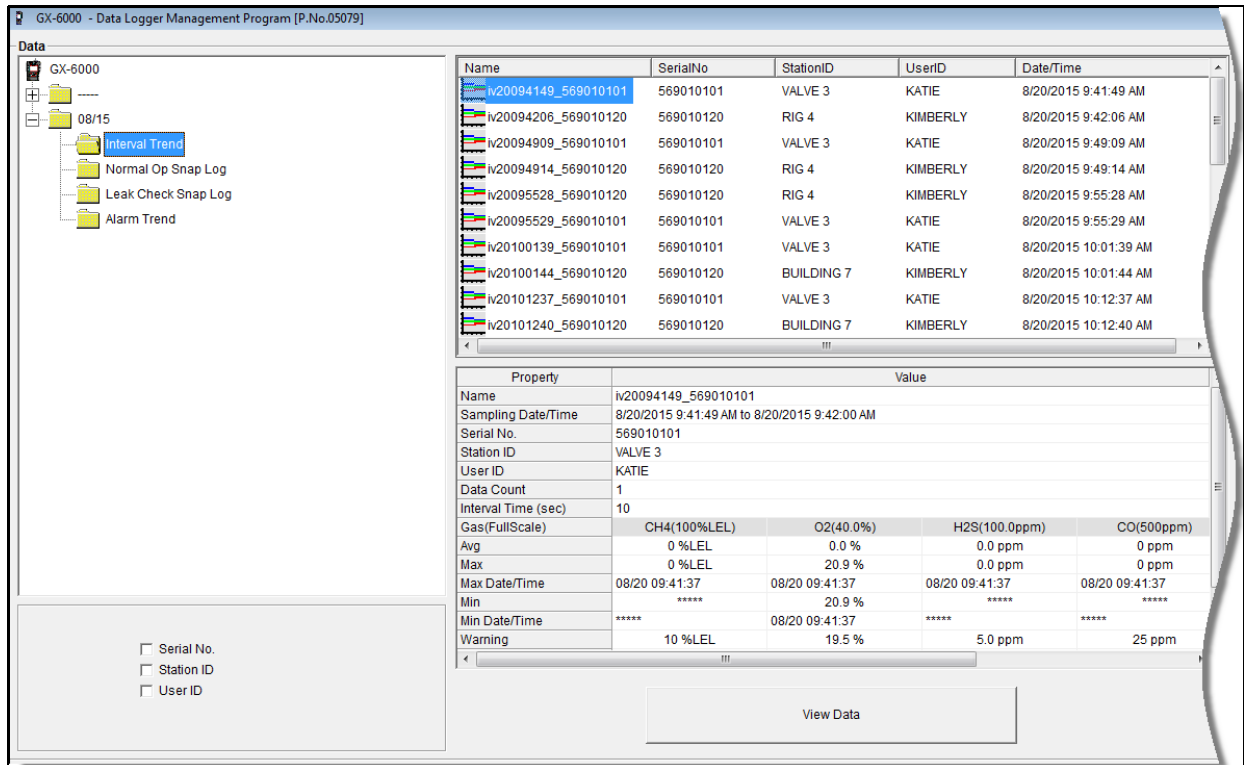 GX-6000 - Data Logger Management Program [P.No.05079]
Data
GX-6000
-----
08/15
Interval Trend
Normal Op Snap Log
Leak Check Snap Log
Alarm Trend
Serial No.
Station ID
User ID
Name SerialNo StationID UserID Date/Time
iv20094149_569010101 569010101 VALVE 3 KATIE 8/20/2015 9:41:49 AM
iv20094206_569010120 569010120 RIG 4 KIMBERLY 8/20/2015 9:42:06 AM
iv20094909_569010101 569010101 VALVE 3 KATIE 8/20/2015 9:49:09 AM
iv20094914_569010120 569010120 RIG 4 KIMBERLY 8/20/2015 9:49:14 AM
iv20095528_569010120 569010120 RIG 4 KIMBERLY 8/20/2015 9:55:28 AM
iv20095529_569010101 569010101 VALVE 3 KATIE 8/20/2015 9:55:29 AM
iv20100139_569010101 569010101 VALVE 3 KATIE 8/20/2015 10:01:39 AM
iv20100144_569010120 569010120 BUILDING 7 KIMBERLY 8/20/2015 10:01:44 AM
iv20101237_569010101 569010101 VALVE 3 KATIE 8/20/2015 10:12:37 AM
iv20101240_569010120 569010120 BUILDING 7 KIMBERLY 8/20/2015 10:12:40 AM
Property Value
Name iv20094149_569010101
Sampling Date/Time 8/20/2015 9:41:49 AM to 8/20/2015 9:42:00 AM
Serial No. 569010101
Station ID VALVE 3
User ID KATIE
Data Count 1
Interval Time (sec) 10
Gas(FullScale) CH4(100%LEL) O2(40.0%) H2S(100.0ppm) CO(500ppm)
Avg 0 %LEL 0.0 % 0.0 ppm 0 ppm
Max 0 %LEL 20.9 % 0.0 ppm 0 ppm
Max Date/Time 08/20 09:41:37 08/20 09:41:37 08/20 09:41:37 08/20 09:41:37
Min ***** 20.9 % ***** *****
Min Date/Time ***** 08/20 09:41:37 ***** *****
Warning 10 %LEL 19.5 % 5.0 ppm 25 ppm
View Data